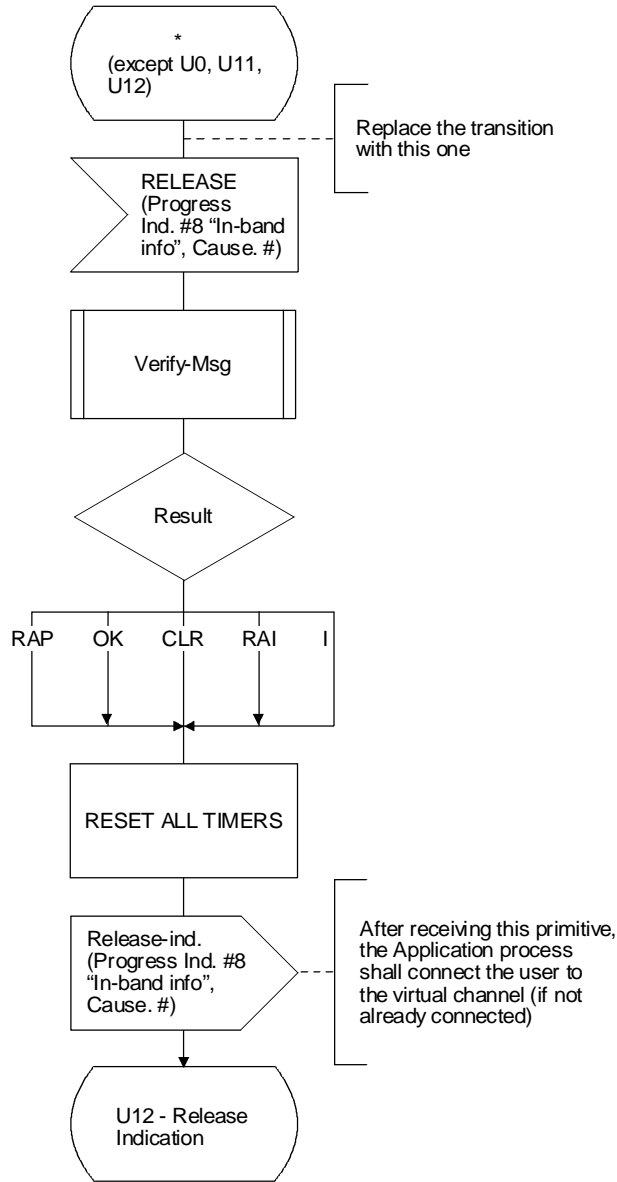 *
(except U0, U11,
U12)
Replace the transition
with this one
RELEASE
(Progress
Ind. #8 “In-band
info”, Cause. #)
Verify-Msg
Result
RAP OK CLR RAI I
RESET ALL TIMERS
Release-ind.
(Progress Ind. #8
“In-band info”,
Cause. #)
After receiving this primitive,
the Application process
shall connect the user to
the virtual channel (if not
already connected)
U12 - Release
Indication